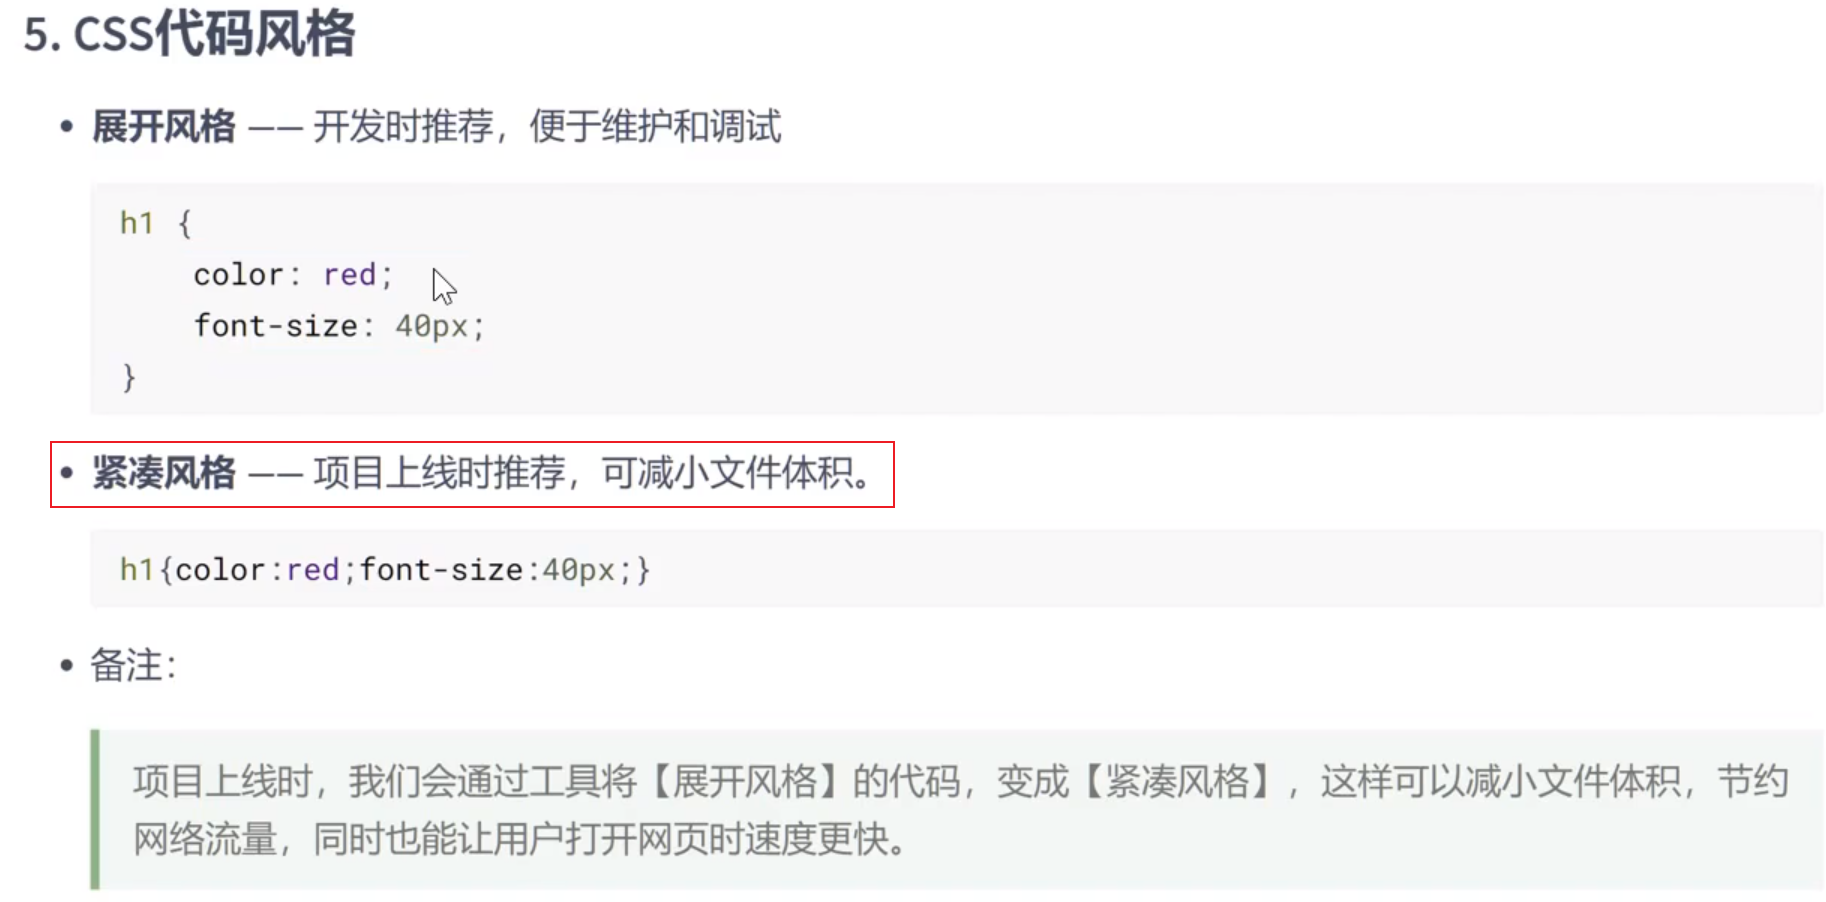 5. CSS代码风格
• 展开风格 —— 开发时推荐，便于维护和调试
h1 {
    color: red;
    font-size: 40px;
}
• 紧凑风格 —— 项目上线时推荐，可减小文件体积。
h1{color:red;font-size:40px;}
• 备注：
项目上线时，我们会通过工具将【展开风格】的代码，变成【紧凑风格】，这样可以减小文件体积，节约
网络流量，同时也能让用户打开网页时速度更快。